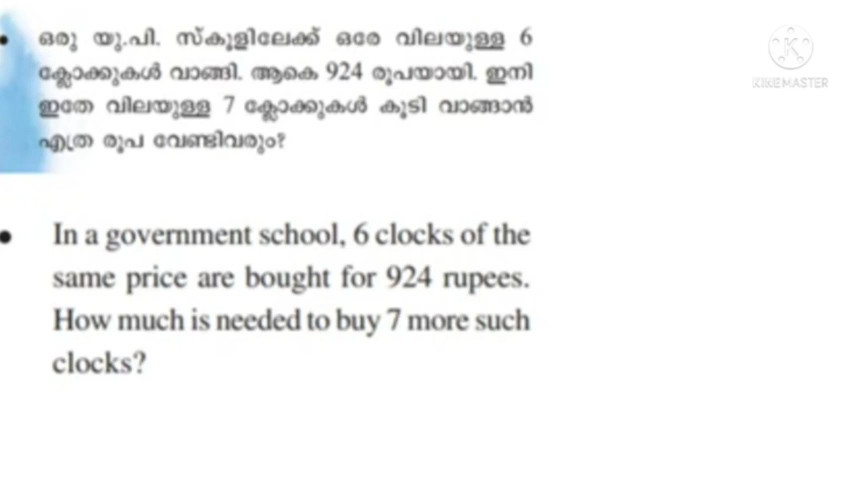 ഒരു യു.പി. സ്കൂളിലേക്ക് ഒരേ വിലയുള്ള 6
ക്ലോക്കുകൾ വാങ്ങി. ആകെ 924 രൂപയായി. ഇനി
ഇതേ വിലയുള്ള 7 ക്ലോക്കുകൾ കൂടി വാങ്ങാൻ
എത്ര രൂപ വേണ്ടിവരും?
KINEMASTER
In a government school, 6 clocks of the
same price are bought for 924 rupees.
How much is needed to buy 7 more such
clocks?